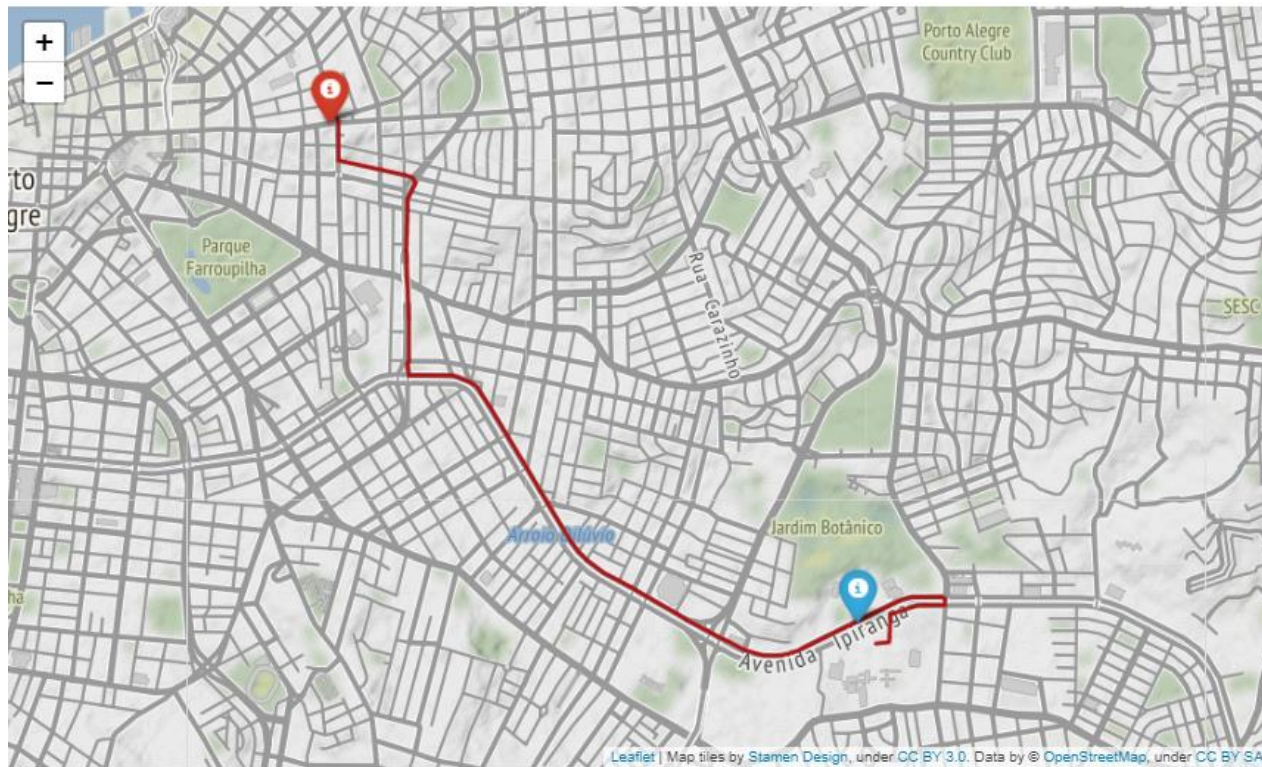 +
−
Porto Alegre
Country Club
rto
gre
Parque
Farroupilha
Rua Carazinho
SESC
Arroio Dilúvio
Jardim Botânico
Avenida Ipiranga
ha
Leaflet | Map tiles by Stamen Design, under CC BY 3.0. Data by © OpenStreetMap, under CC BY SA